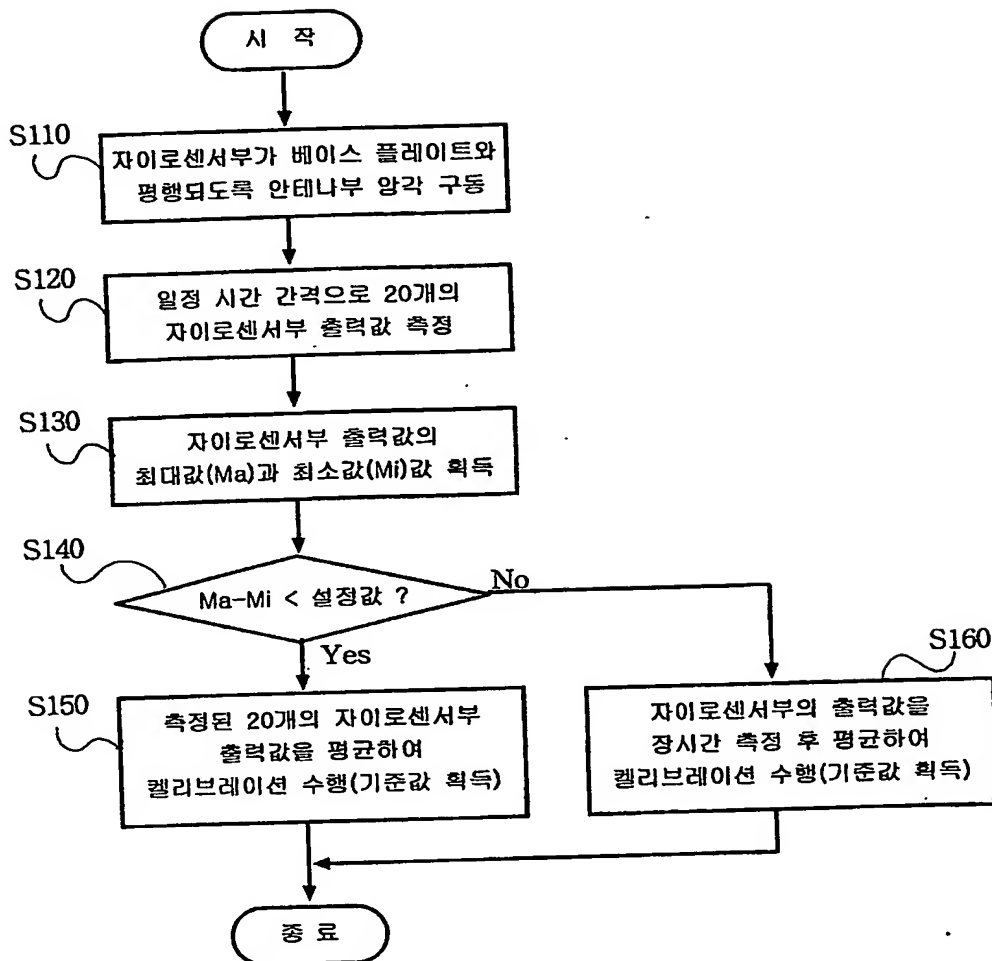 시 작
S110
자이로센서부가 베이스 플레이트와
평행되도록 안테나부 앙각 구동
S120
일정 시간 간격으로 20개의
자이로센서부 출력값 측정
S130
자이로센서부 출력값의
최대값(Ma)과 최소값(Mi)값 획득
S140
Ma-Mi < 설정값 ?
No
Yes
S150
측정된 20개의 자이로센서부
출력값을 평균하여
켈리브레이션 수행(기준값 획득)
S160
자이로센서부의 출력값을
장시간 측정 후 평균하여
켈리브레이션 수행(기준값 획득)
종 료